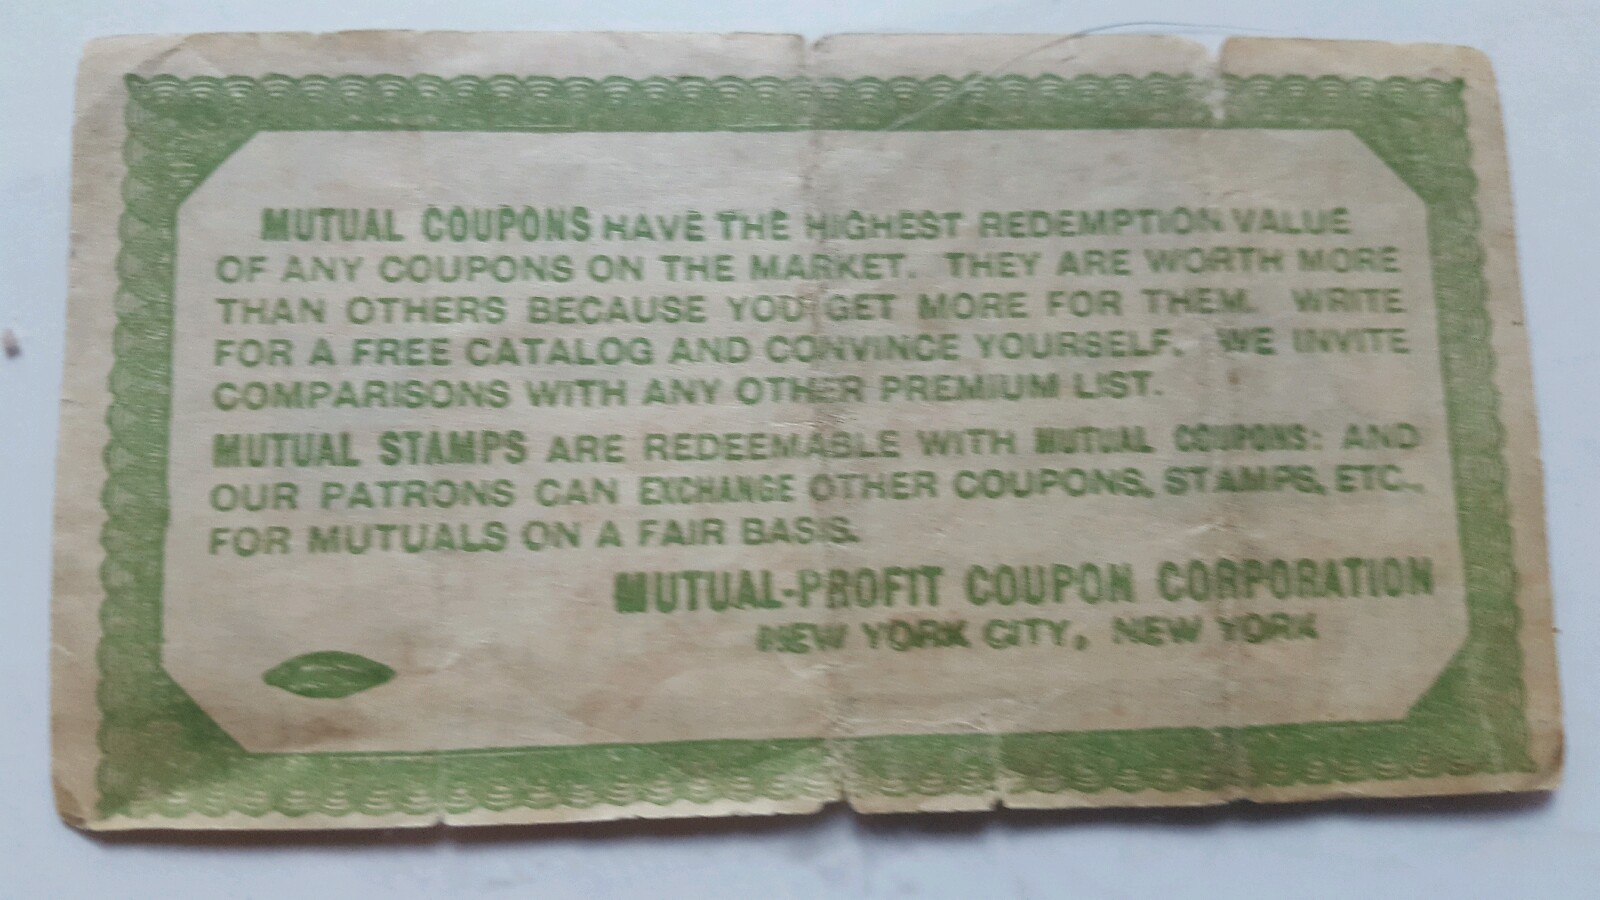 MUTUAL COUPONS HAVE THE HIGHEST REDEMPTION VALUE
OF ANY COUPONS ON THE MARKET. THEY ARE WORTH MORE
THAN OTHERS BECAUSE YOU GET MORE FOR THEM. WRITE
FOR A FREE CATALOG AND CONVINCE YOURSELF. WE INVITE
COMPARISONS WITH ANY OTHER PREMIUM LIST.
MUTUAL STAMPS ARE REDEEMABLE WITH MUTUAL COUPONS: AND
OUR PATRONS CAN EXCHANGE OTHER COUPONS, STAMPS, ETC.,
FOR MUTUALS ON A FAIR BASIS.
MUTUAL-PROFIT COUPON CORPORATION
NEW YORK CITY, NEW YORK